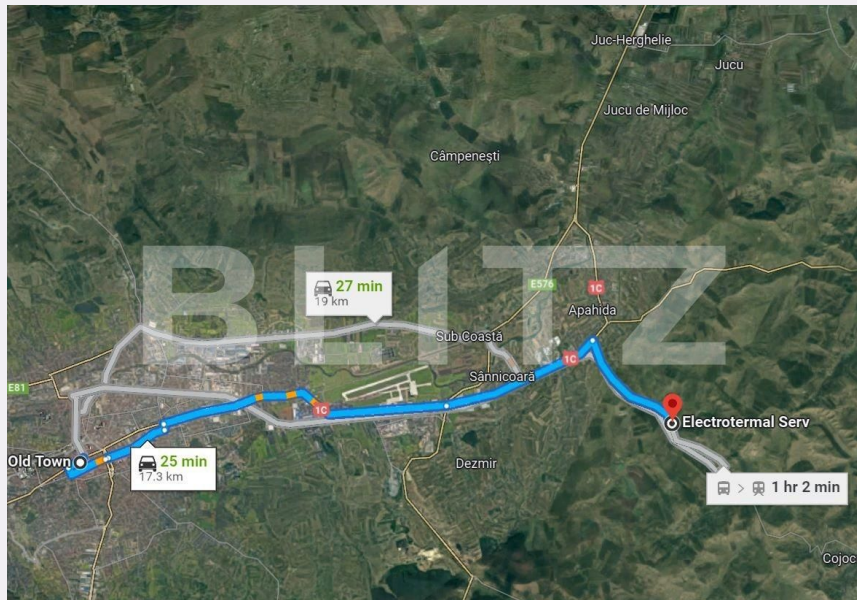 Juc-Herghelie
Jucu
Jucu de Mijloc
Câmpenești
BLITZ
27 min
19 km
E576
1C
Apahida
Sub Coastă
1C
Sânnicoară
E81
1C
Electrotermal Serv
Old Town
25 min
17.3 km
Dezmir
> 1 hr 2 min
Cojoc